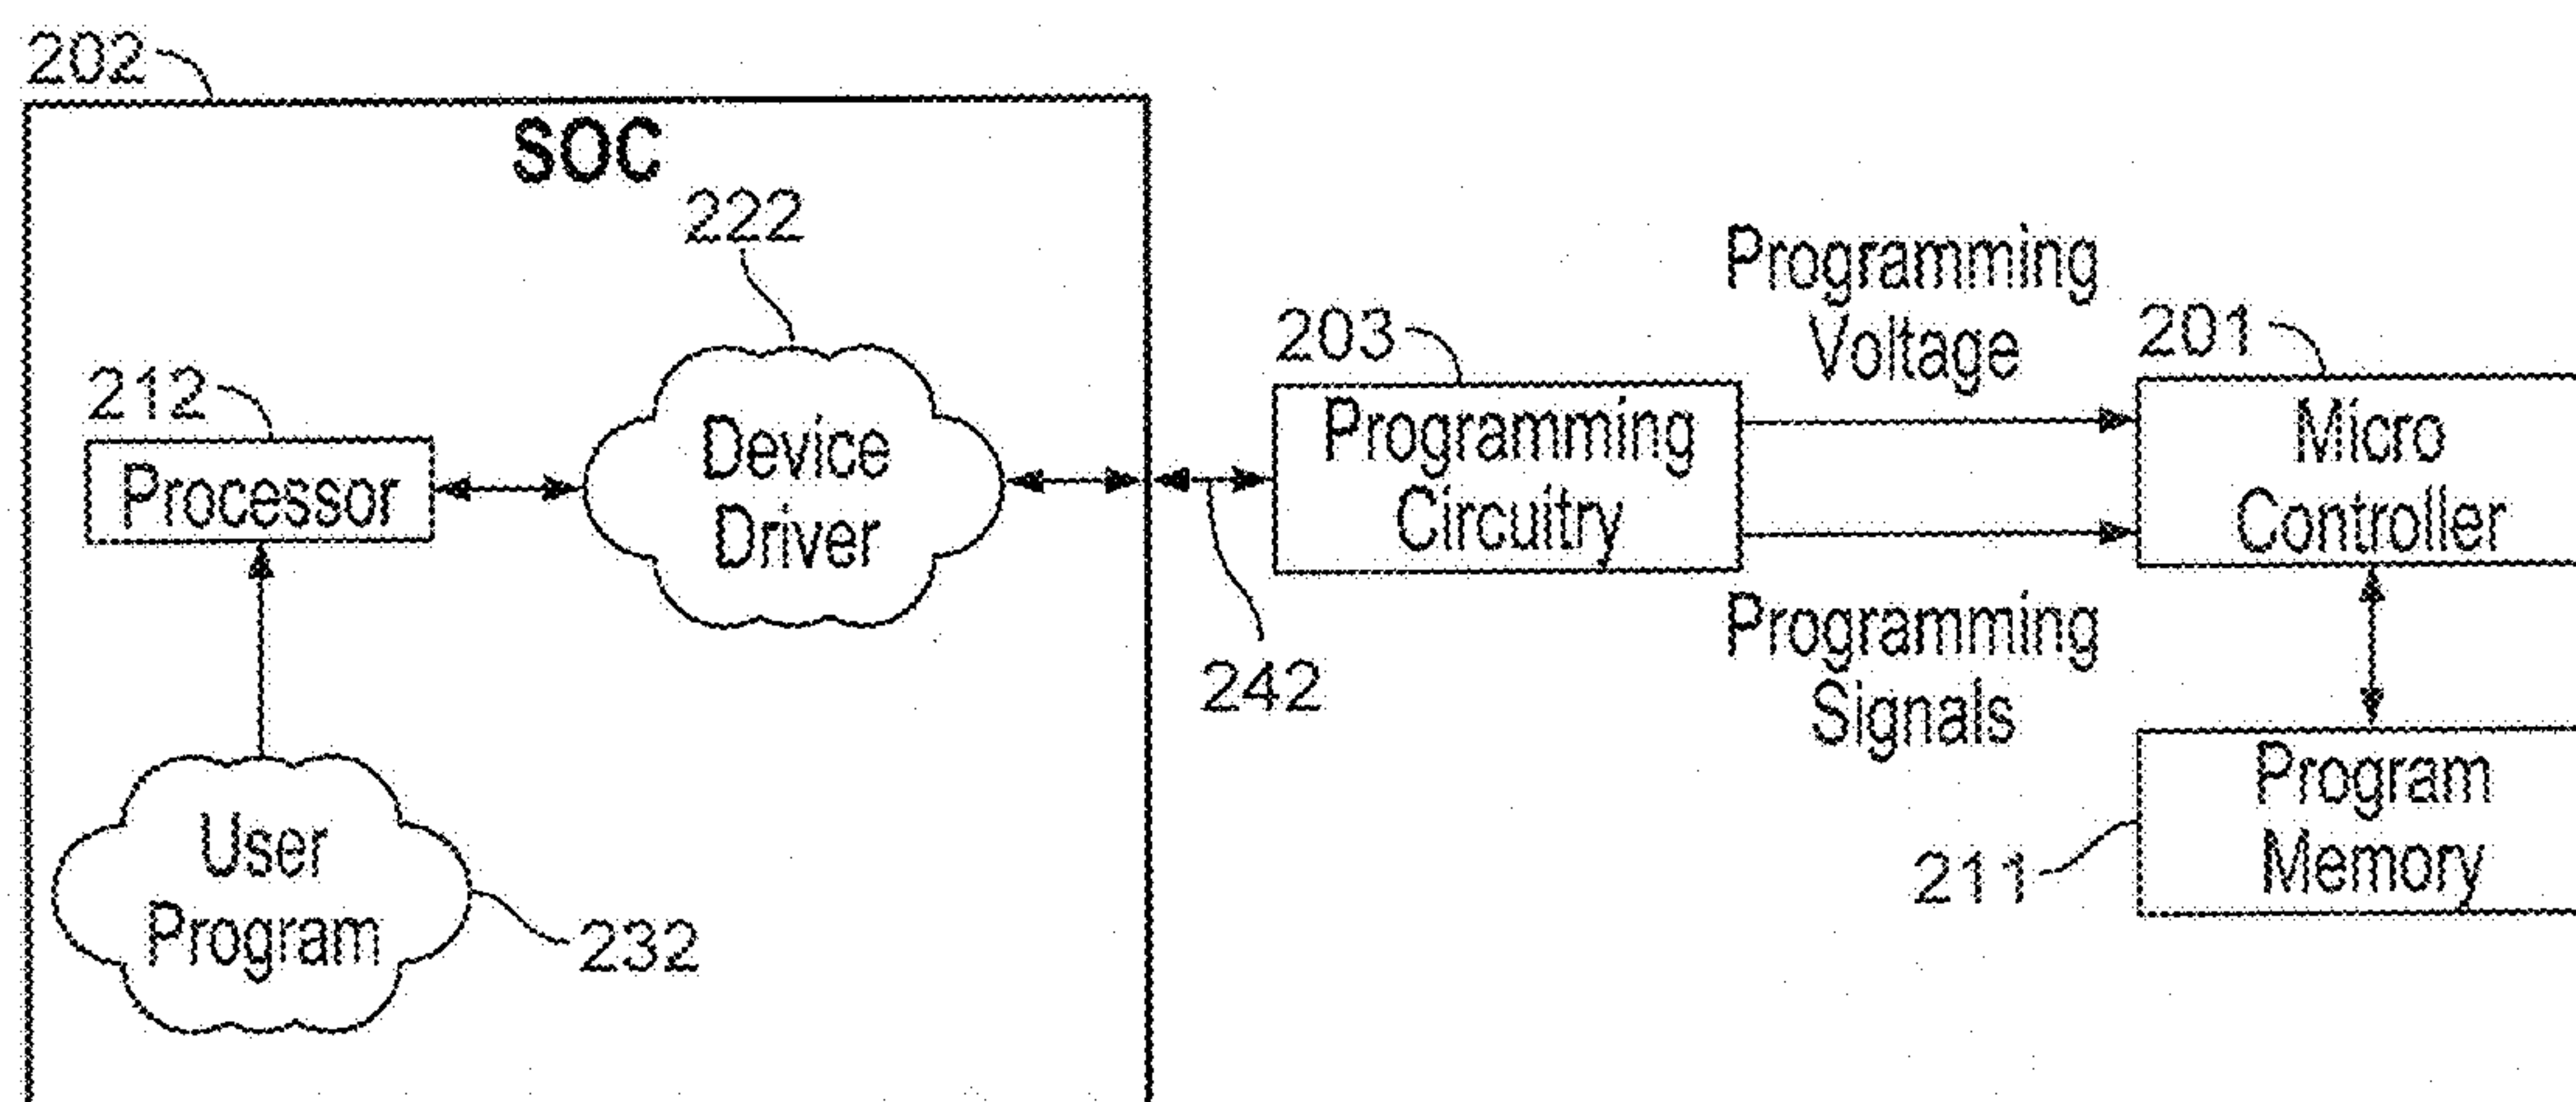 202
SOC
222
212
Processor
Device
Driver
User
Program
232
242
203
Programming
Circuitry
Programming
Voltage
Programming
Signals
201
Micro
Controller
211
Program
Memory